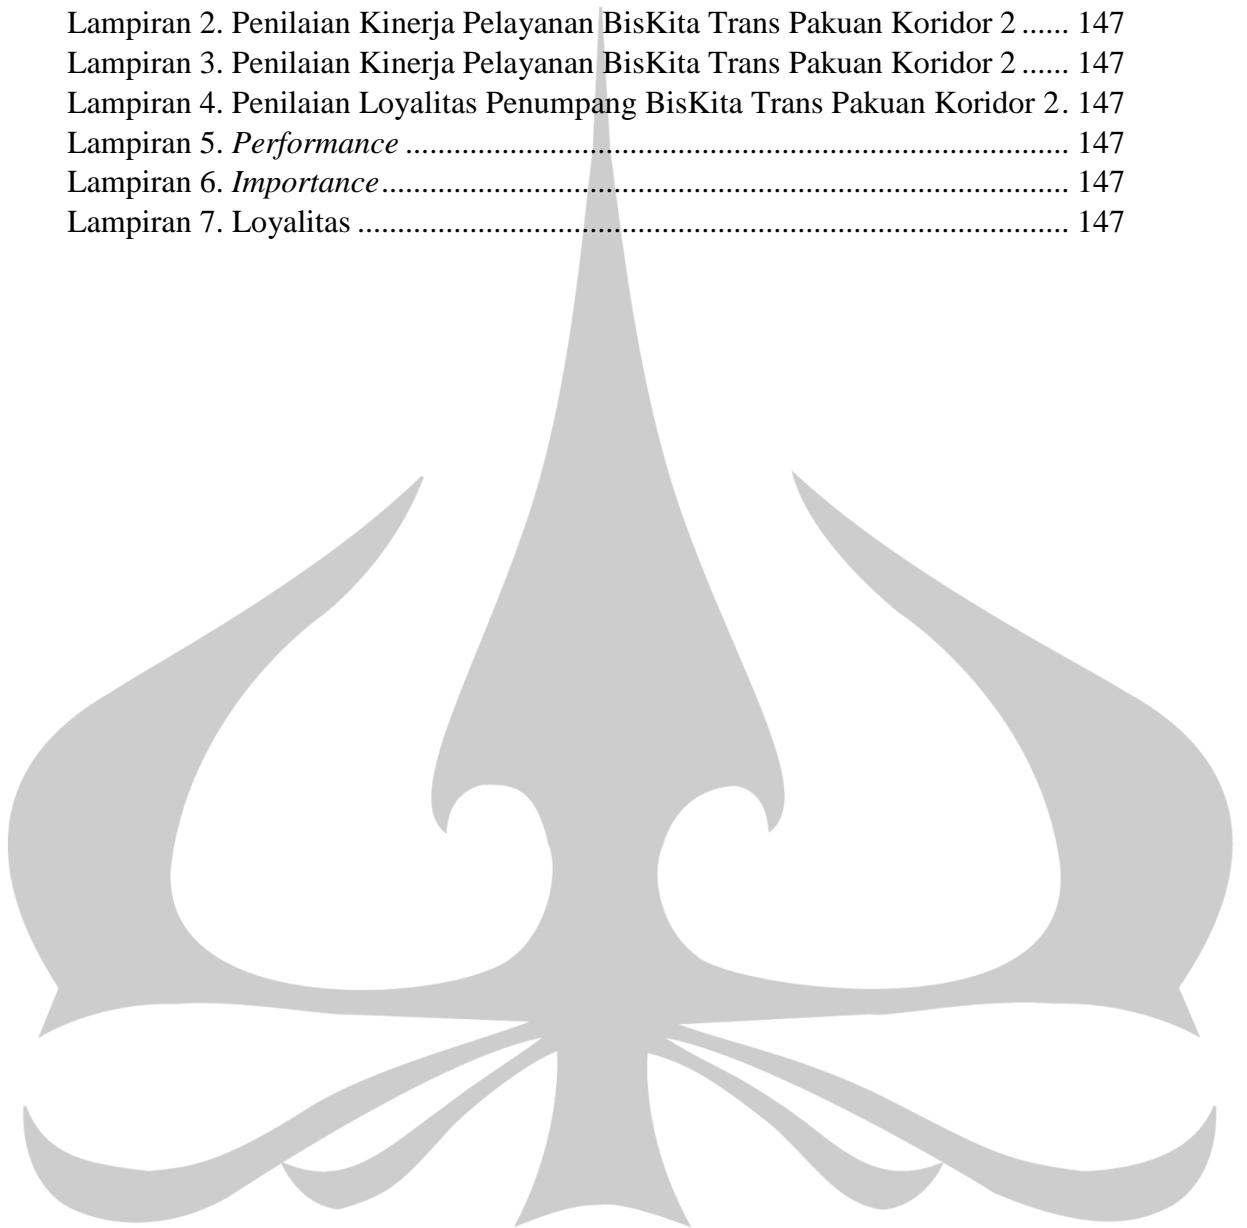 Lampiran 2. Penilaian Kinerja Pelayanan BisKita Trans Pakuan Koridor 2 ...... 147
Lampiran 3. Penilaian Kinerja Pelayanan BisKita Trans Pakuan Koridor 2 ...... 147
Lampiran 4. Penilaian Loyalitas Penumpang BisKita Trans Pakuan Koridor 2. 147
Lampiran 5. Performance .................................................................................... 147
Lampiran 6. Importance....................................................................................... 147
Lampiran 7. Loyalitas .......................................................................................... 147